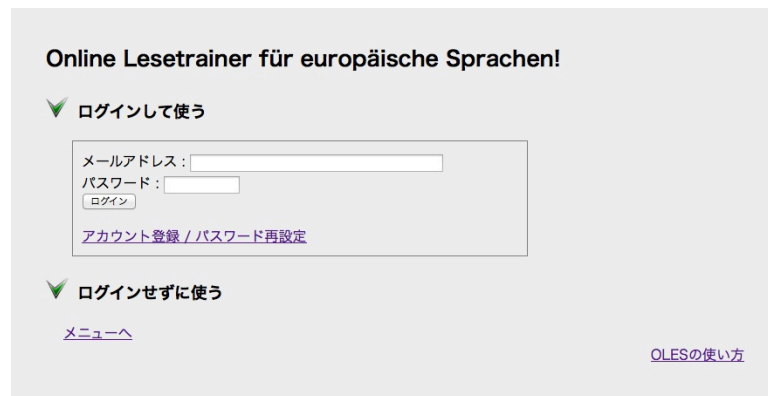 Online Lesetrainer für europäische Sprachen!
ログインして使う
メールアドレス：
パスワード：
ログイン
アカウント登録 / パスワード再設定
ログインせずに使う
メニューへ
OLESの使い方